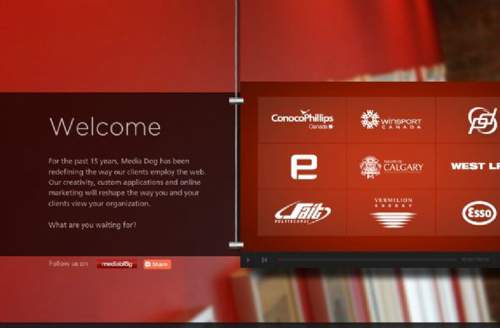 Welcome
For the past 15 years, Media Dog has been
redefining the way our clients employ the web.
Our creativity, custom applications and online
marketing will reshape the way you and your
clients view your organization.
What are you waiting for?
Follow us on
Share
ConocoPhillips
Canada
WINSPORT
CANADA
CALGARY
WEST
SAIT
POLYTECHNIC
VERMILION
ENERGY
Esso